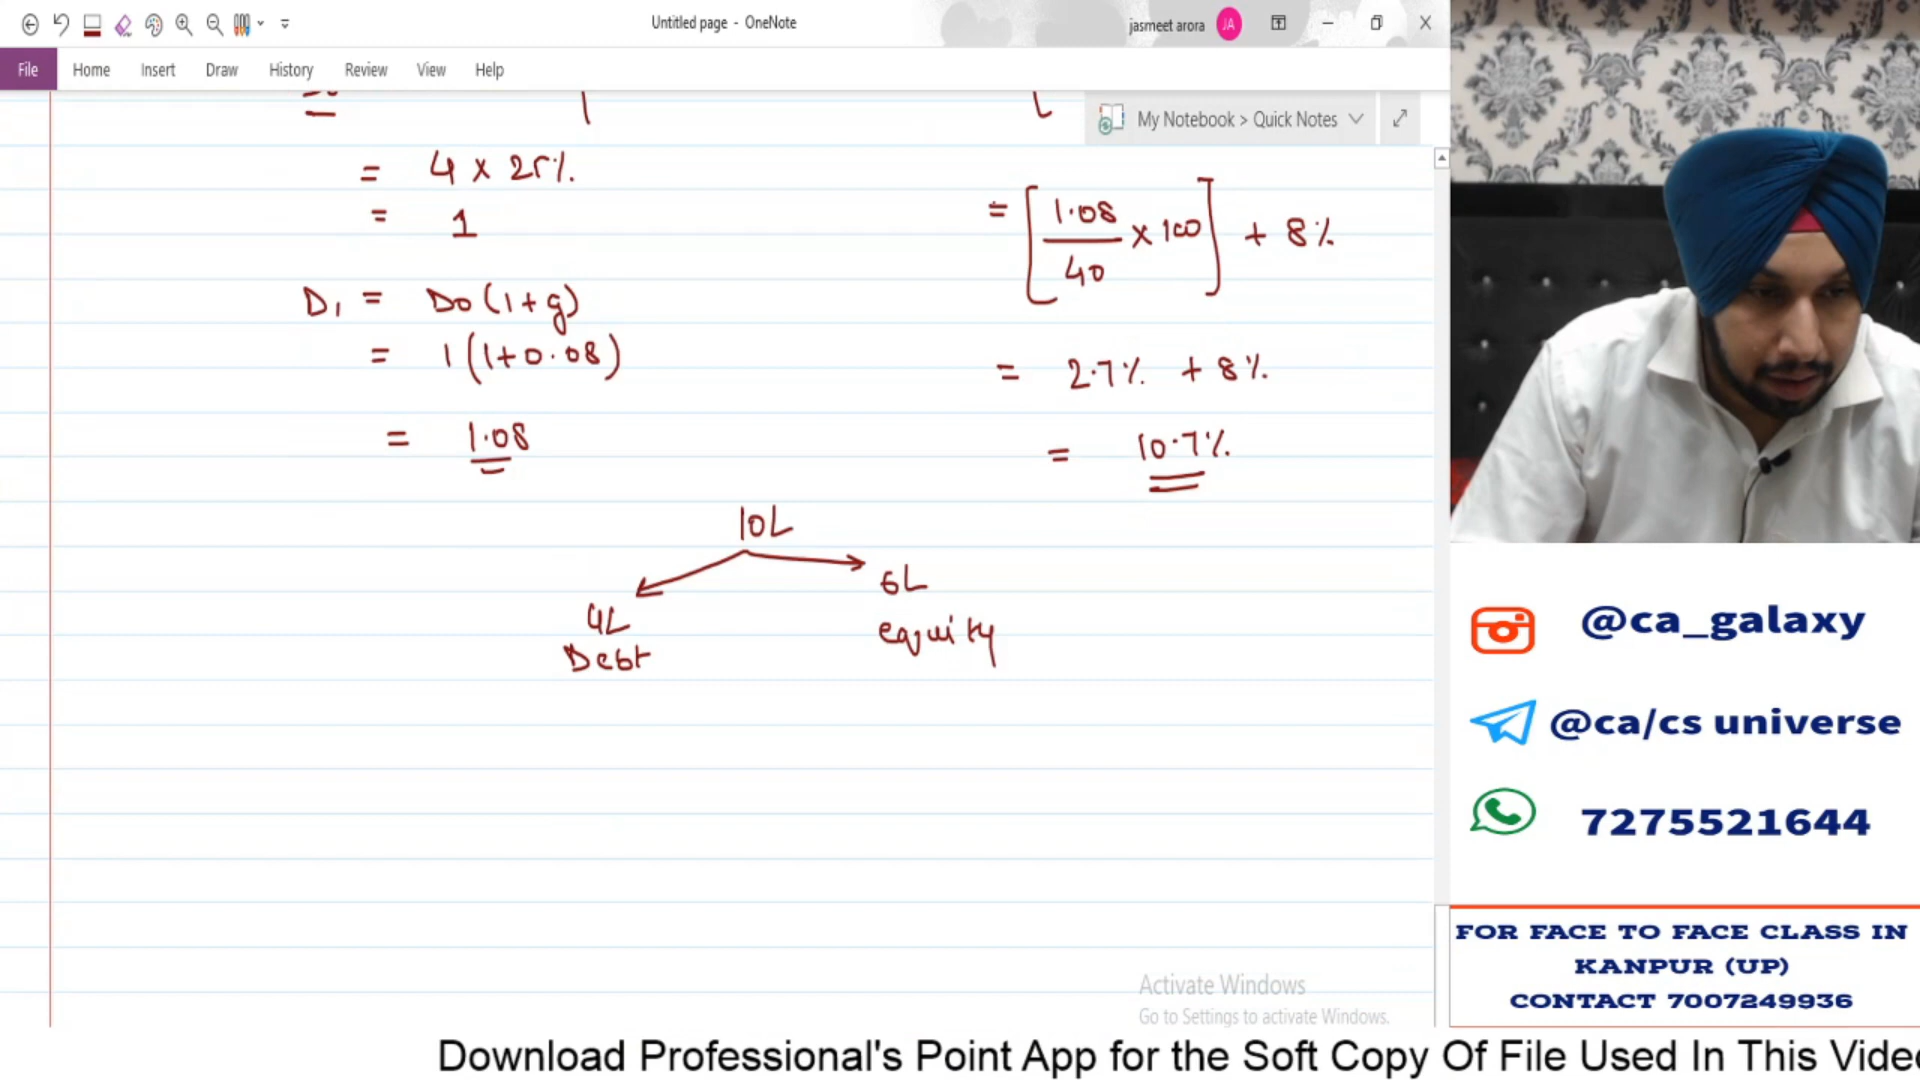 Untitled page - OneNote
jasmeet arora
JA
File Home Insert Draw History Review View Help
My Notebook > Quick Notes
= 4 x 25%
= 1
D1 = Do(1+g)
= 1(1+0.08)
= 1.08
= [1.08/40 x 100] + 8%
= 2.7% + 8%
= 10.7%
10L
4L
Debt
6L
equity
@ca_galaxy
@ca/cs universe
7275521644
FOR FACE TO FACE CLASS IN
KANPUR (UP)
CONTACT 7007249936
Activate Windows
Go to Settings to activate Windows.
Download Professional's Point App for the Soft Copy Of File Used In This Vide